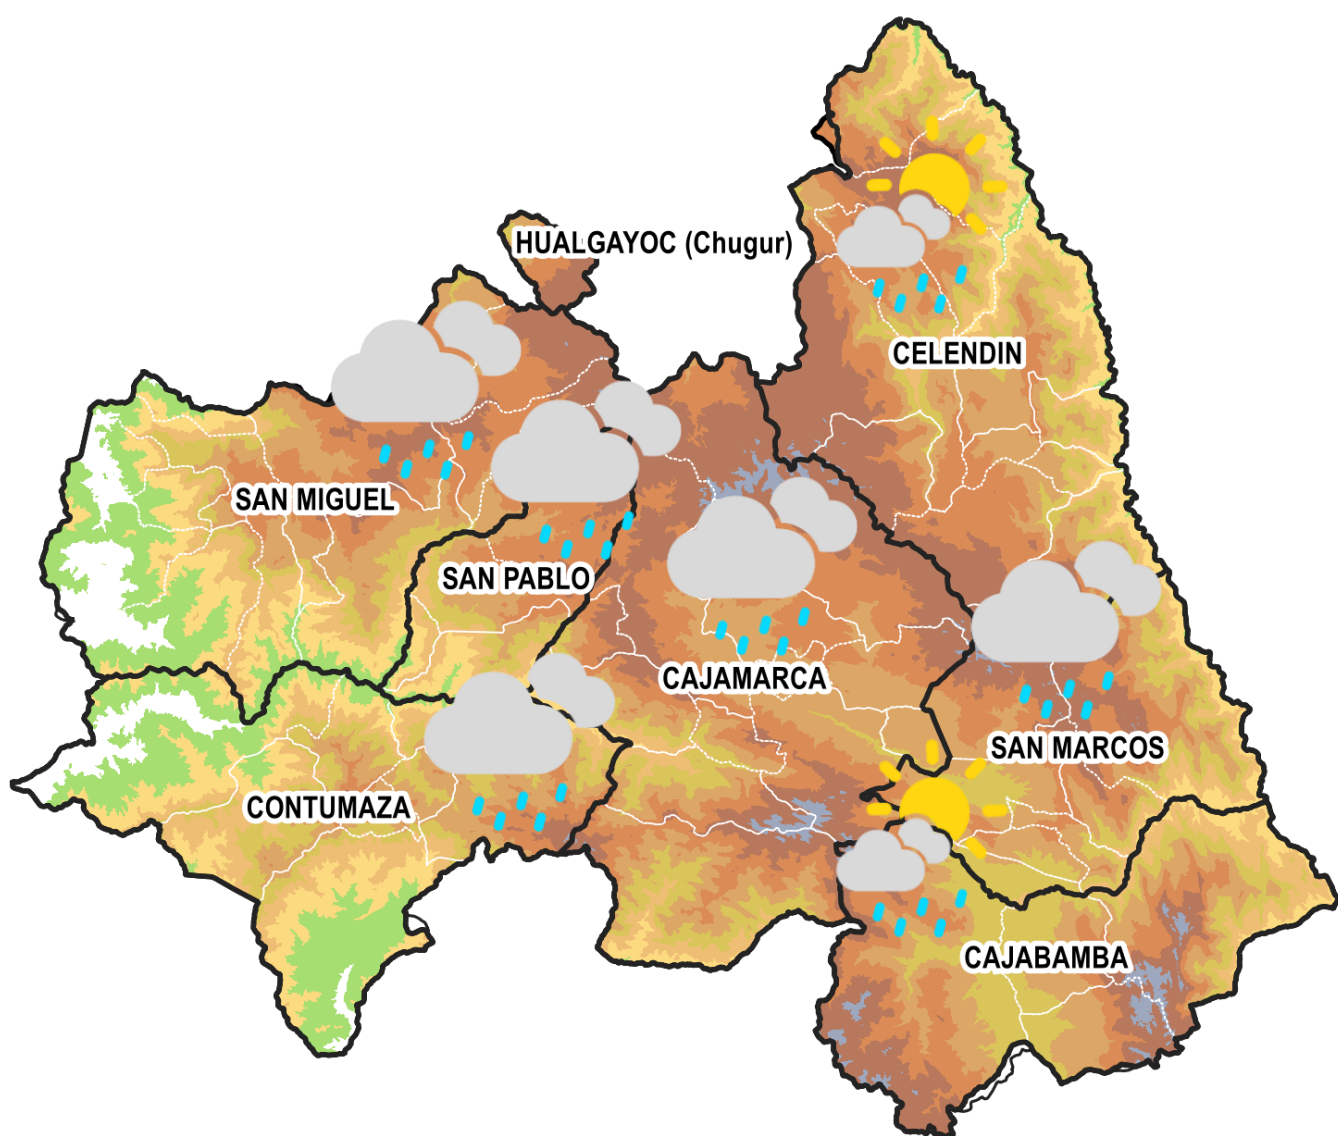 HUALGAYOC (Chugur)
CELENDIN
SAN MIGUEL
SAN PABLO
CAJAMARCA
SAN MARCOS
CONTUMAZA
CAJABAMBA